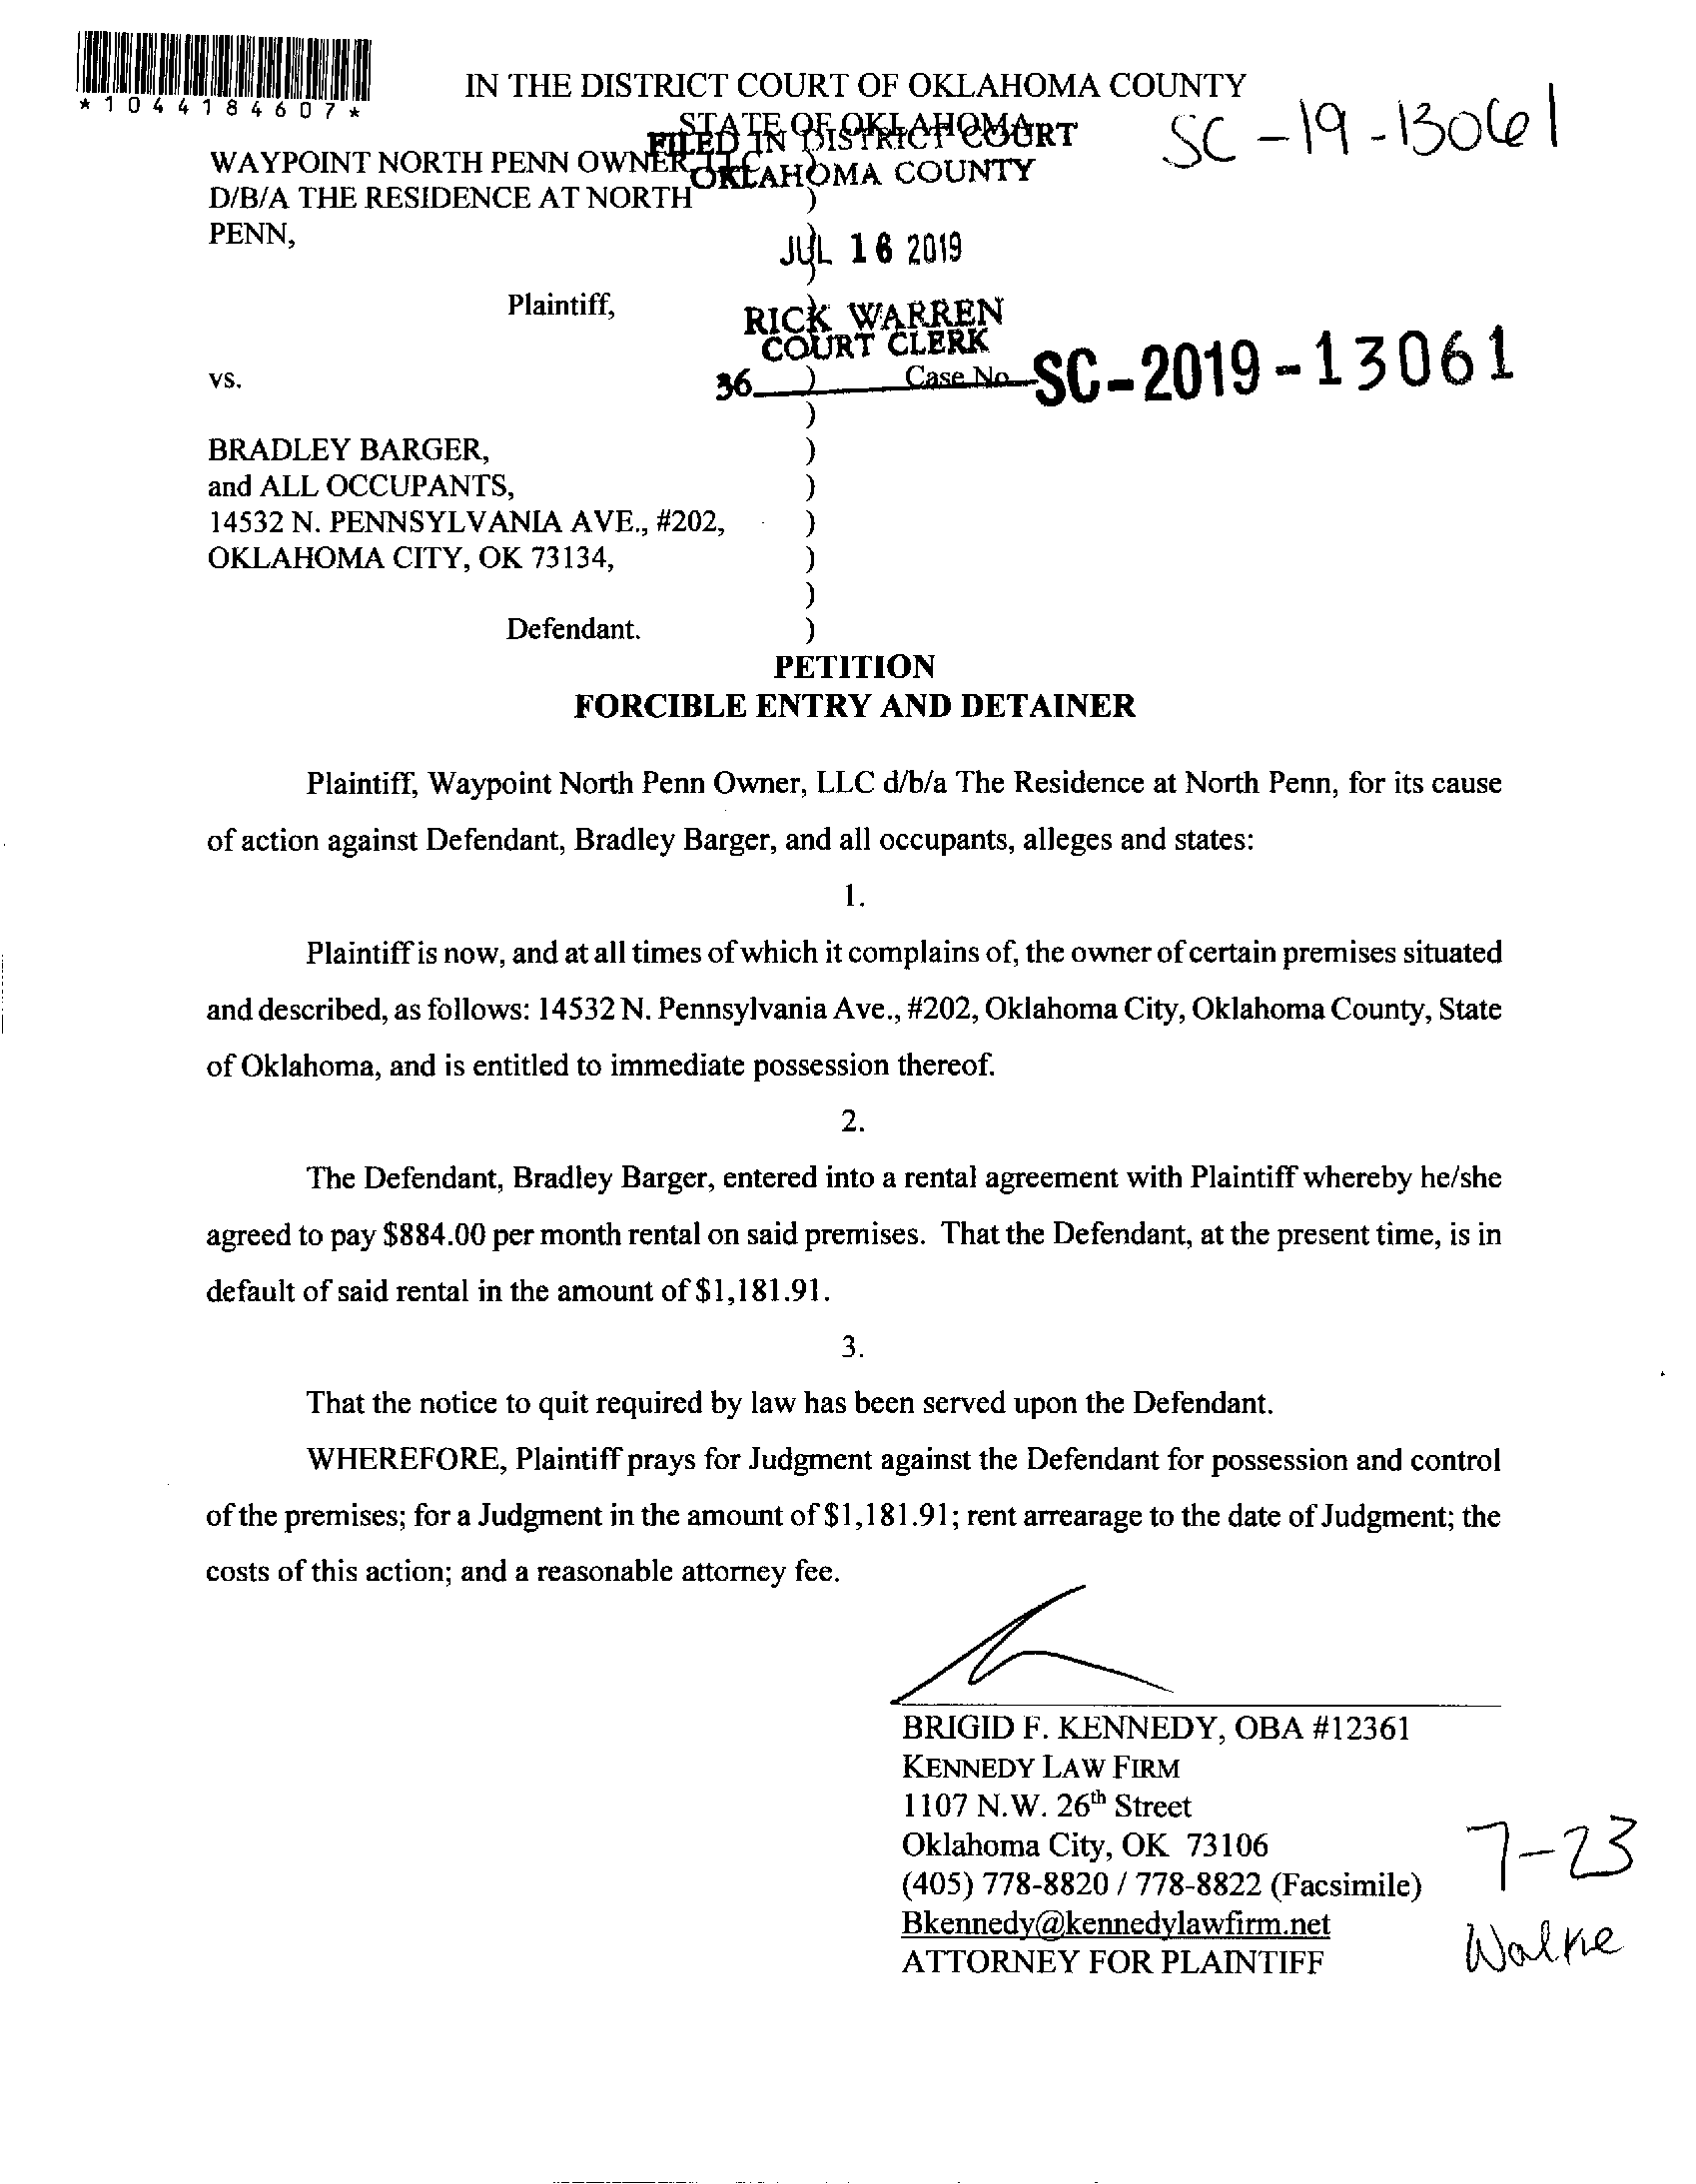 *1044184607*
IN THE DISTRICT COURT OF OKLAHOMA COUNTY
STATE OF OKLAHOMA
SC-19-13061
FILED IN DISTRICT COURT
OKLAHOMA COUNTY
WAYPOINT NORTH PENN OWNER, LLC )
D/B/A THE RESIDENCE AT NORTH )
PENN, )
JUL 16 2019
Plaintiff, )
RICK WARREN
COURT CLERK
36
vs. ) Case No. SC-2019-13061
)
BRADLEY BARGER, )
and ALL OCCUPANTS, )
14532 N. PENNSYLVANIA AVE., #202, )
OKLAHOMA CITY, OK 73134, )
)
Defendant. )
PETITION
FORCIBLE ENTRY AND DETAINER
Plaintiff, Waypoint North Penn Owner, LLC d/b/a The Residence at North Penn, for its cause
of action against Defendant, Bradley Barger, and all occupants, alleges and states:
1.
Plaintiff is now, and at all times of which it complains of, the owner of certain premises situated
and described, as follows: 14532 N. Pennsylvania Ave., #202, Oklahoma City, Oklahoma County, State
of Oklahoma, and is entitled to immediate possession thereof.
2.
The Defendant, Bradley Barger, entered into a rental agreement with Plaintiff whereby he/she
agreed to pay $884.00 per month rental on said premises. That the Defendant, at the present time, is in
default of said rental in the amount of $1,181.91.
3.
That the notice to quit required by law has been served upon the Defendant.
WHEREFORE, Plaintiff prays for Judgment against the Defendant for possession and control
of the premises; for a Judgment in the amount of $1,181.91; rent arrearage to the date of Judgment; the
costs of this action; and a reasonable attorney fee.
BRIGID F. KENNEDY, OBA #12361
KENNEDY LAW FIRM
1107 N.W. 26th Street
Oklahoma City, OK 73106
(405) 778-8820 / 778-8822 (Facsimile)
Bkennedy@kennedylawfirm.net
ATTORNEY FOR PLAINTIFF
7-23
Walke